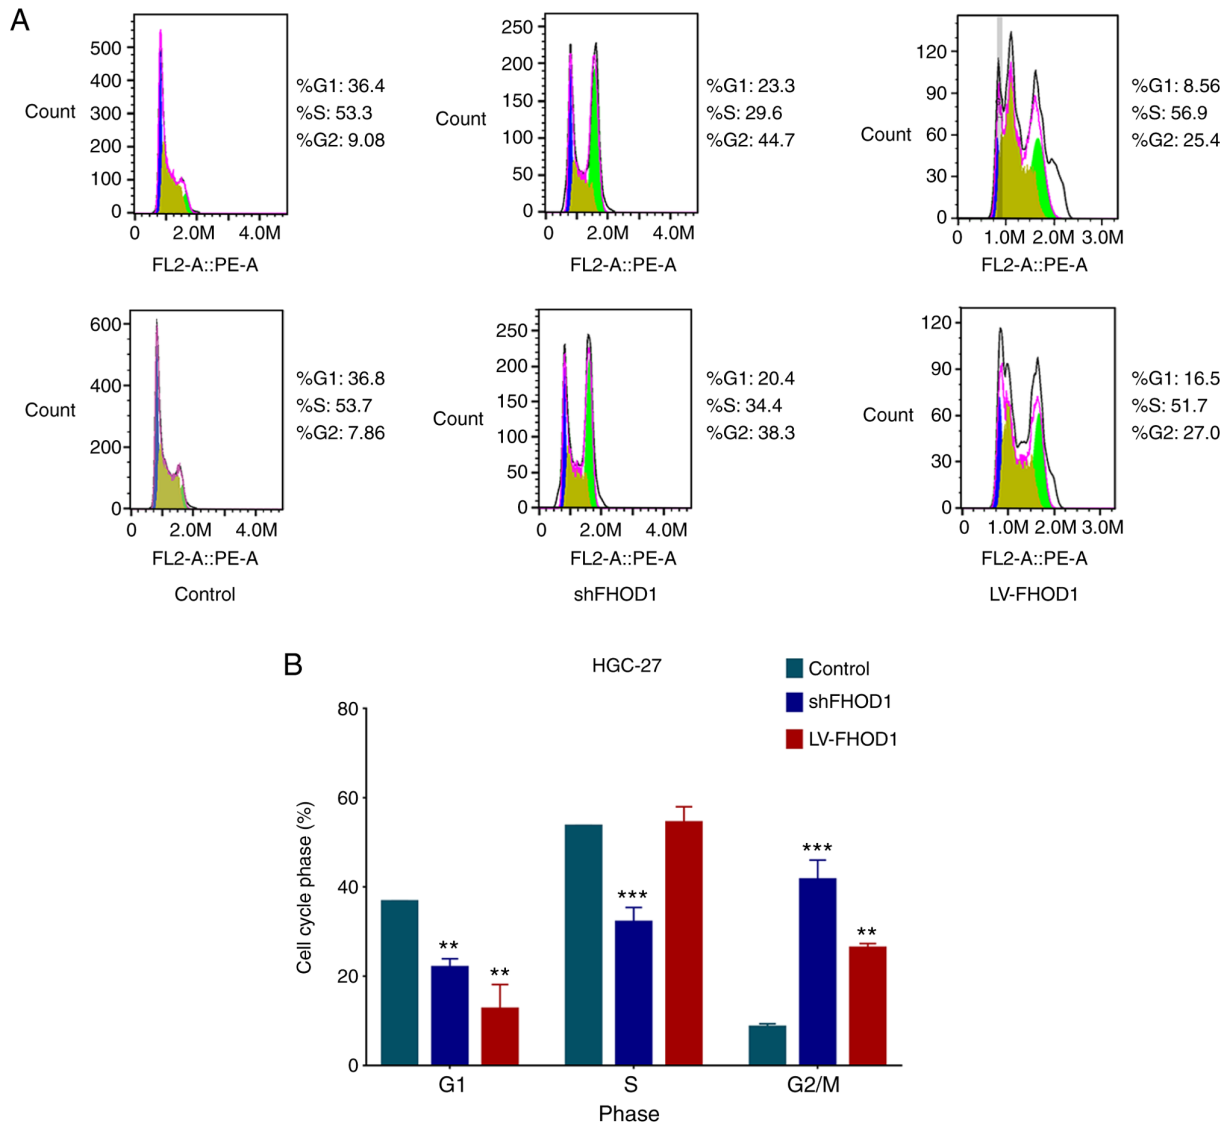 A
500
400
300
200
100
0
Count
0 2.0M 4.0M
FL2-A::PE-A
%G1: 36.4
%S: 53.3
%G2: 9.08
250
200
150
100
50
0
Count
0 2.0M 4.0M
FL2-A::PE-A
%G1: 23.3
%S: 29.6
%G2: 44.7
120
90
60
30
0
Count
0 1.0M 2.0M 3.0M
FL2-A::PE-A
%G1: 8.56
%S: 56.9
%G2: 25.4
600
400
200
0
Count
0 2.0M 4.0M
FL2-A::PE-A
%G1: 36.8
%S: 53.7
%G2: 7.86
Control
250
200
150
100
50
0
Count
0 2.0M 4.0M
FL2-A::PE-A
%G1: 20.4
%S: 34.4
%G2: 38.3
shFHOD1
120
90
60
30
0
Count
0 1.0M 2.0M 3.0M
FL2-A::PE-A
%G1: 16.5
%S: 51.7
%G2: 27.0
LV-FHOD1
B
HGC-27
Control
shFHOD1
LV-FHOD1
Cell cycle phase (%)
80
60
40
20
0
**
**
***
***
**
G1 S G2/M
Phase